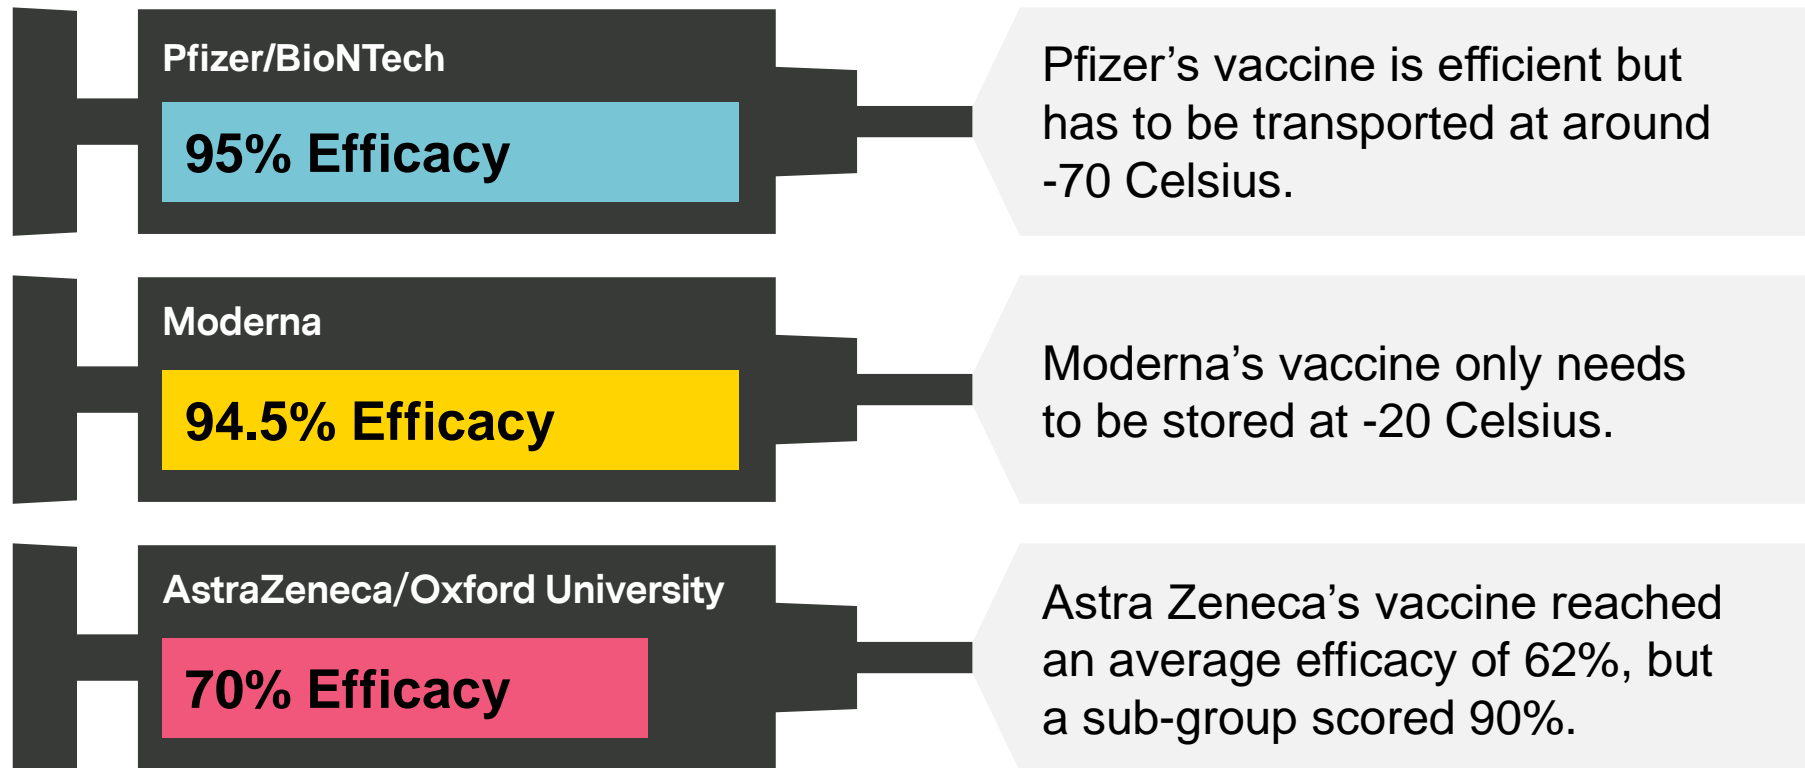 Pfizer/BioNTech
95% Efficacy
Pfizer’s vaccine is efficient but
has to be transported at around
-70 Celsius.
Moderna
94.5% Efficacy
Moderna’s vaccine only needs
to be stored at -20 Celsius.
AstraZeneca/Oxford University
70% Efficacy
Astra Zeneca’s vaccine reached
an average efficacy of 62%, but
a sub-group scored 90%.